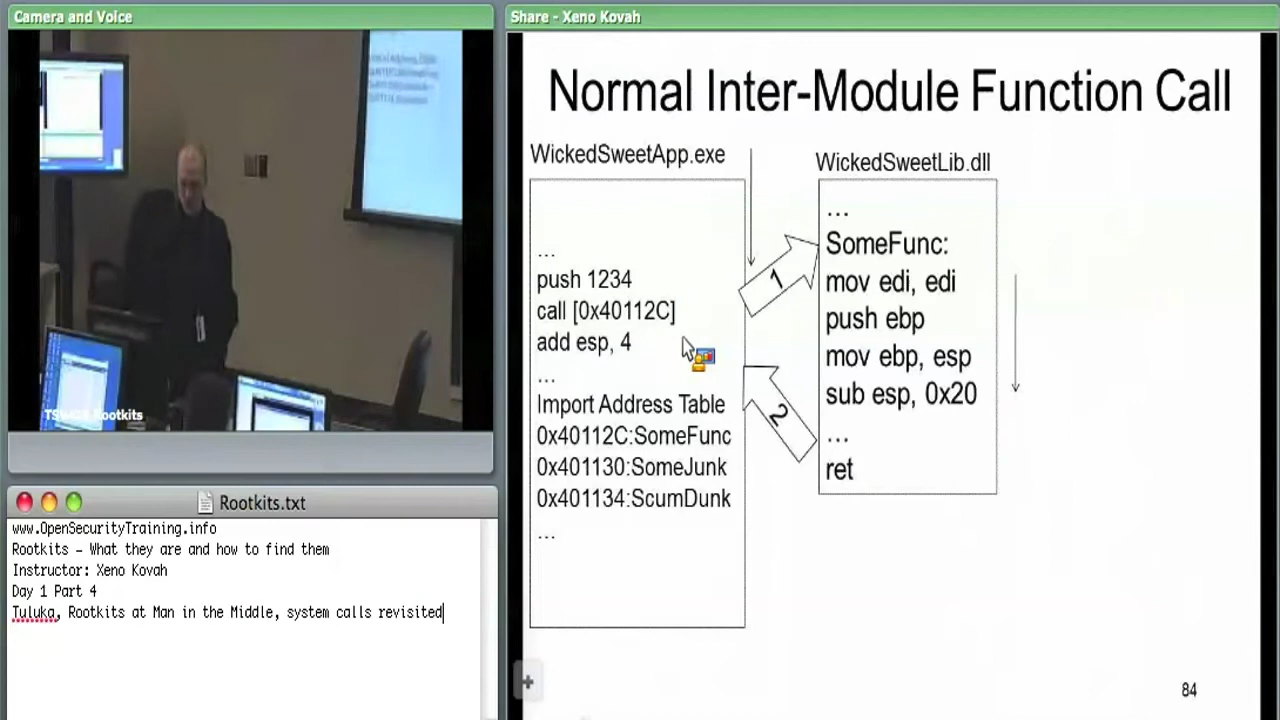 Camera and Voice
TS Rootkits
Rootkits.txt
www.OpenSecurityTraining.info
Rootkits - What they are and how to find them
Instructor: Xeno Kovah
Day 1 Part 4
Tuluka, Rootkits at Man in the Middle, system calls revisited
Share - Xeno Kovah
Normal Inter-Module Function Call
WickedSweetApp.exe
…
push 1234
call [0x40112C]
add esp, 4
…
Import Address Table
0x40112C:SomeFunc
0x401130:SomeJunk
0x401134:ScumDunk
…
1
2
WickedSweetLib.dll
…
SomeFunc:
mov edi, edi
push ebp
mov ebp, esp
sub esp, 0x20
…
ret
84